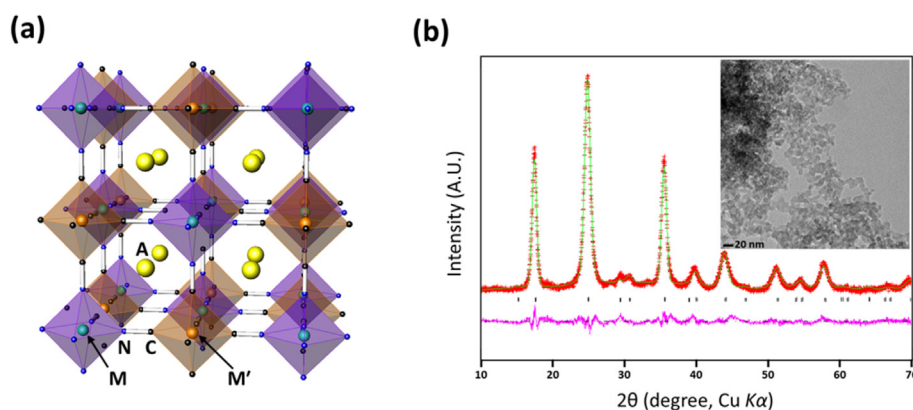 (a)
A
N C
M
M′
(b)
Intensity (A.U.)
20 nm
10 20 30 40 50 60 70
2θ (degree, Cu Kα)